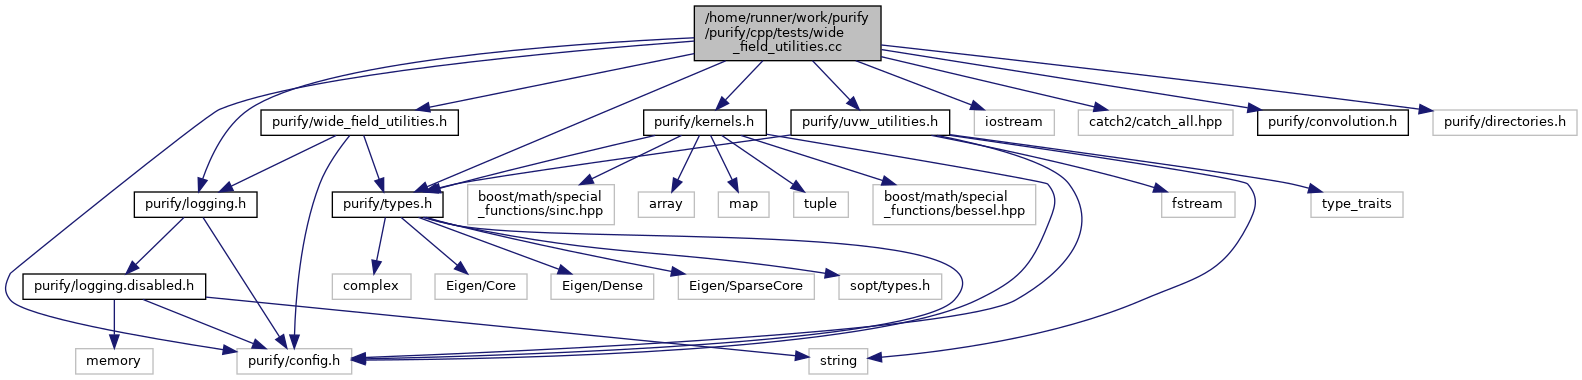 /home/runner/work/purify
/purify/cpp/tests/wide
_field_utilities.cc
purify/wide_field_utilities.h
purify/kernels.h
purify/uvw_utilities.h
iostream
catch2/catch_all.hpp
purify/convolution.h
purify/directories.h
purify/logging.h
purify/types.h
boost/math/special
_functions/sinc.hpp
array
map
tuple
boost/math/special
_functions/bessel.hpp
fstream
type_traits
purify/logging.disabled.h
complex
Eigen/Core
Eigen/Dense
Eigen/SparseCore
sopt/types.h
memory
purify/config.h
string